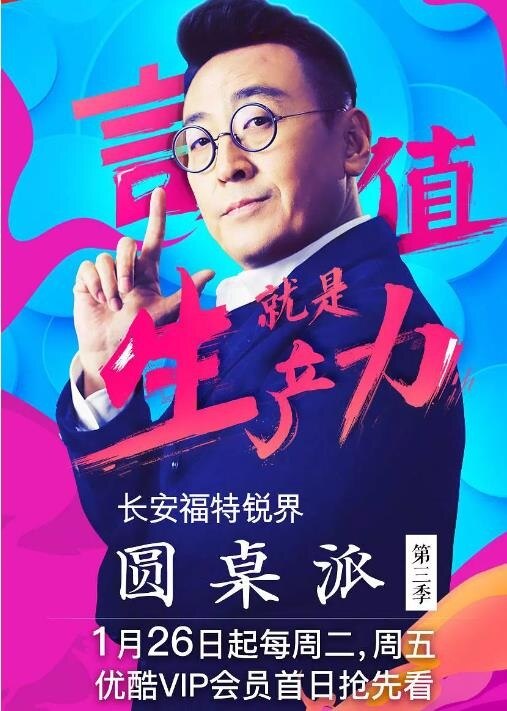 言值
就是
生产力
长安福特锐界
圆桌派
第三季
1月26日起每周二,周五
优酷VIP会员首日抢先看